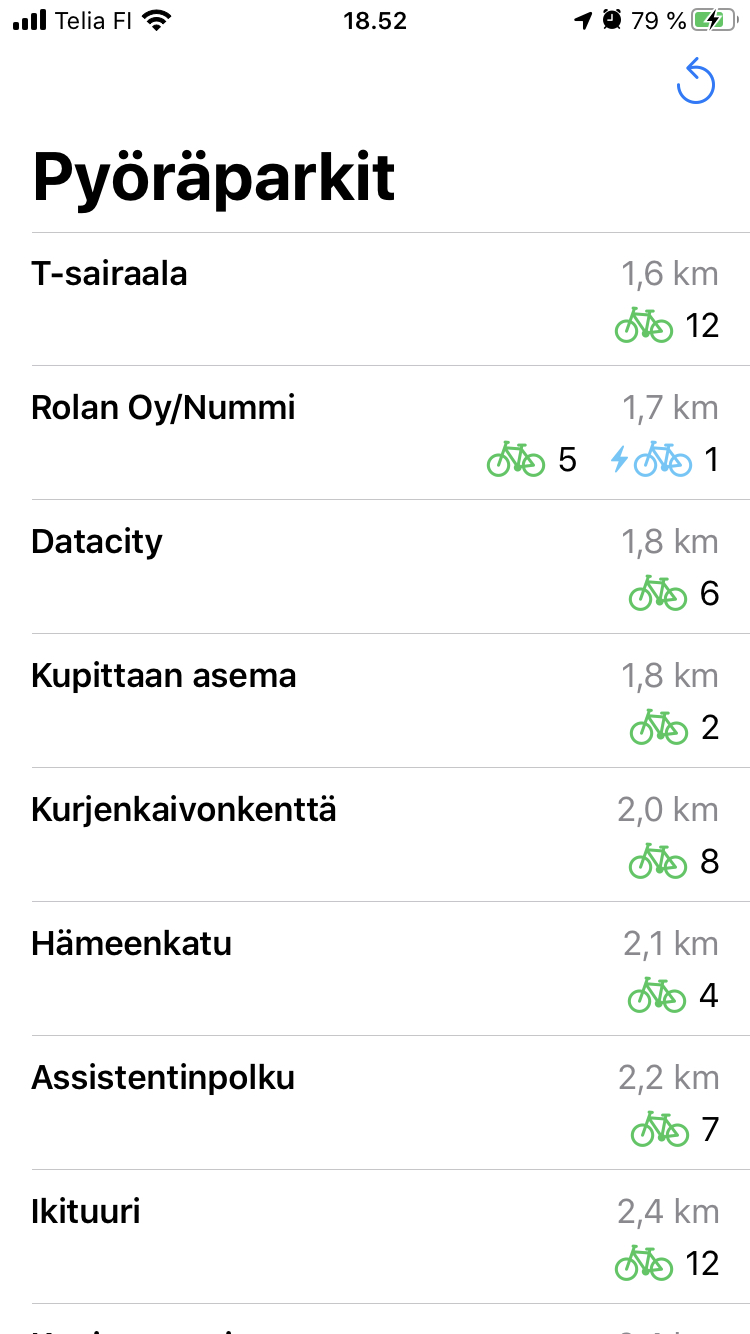 Telia FI 18.52 79 %
Pyöräparkit
T-sairaala 1,6 km
12
Rolan Oy/Nummi 1,7 km
5 1
Datacity 1,8 km
6
Kupittaan asema 1,8 km
2
Kurjenkaivonkenttä 2,0 km
8
Hämeenkatu 2,1 km
4
Assistentinpolku 2,2 km
7
Ikituuri 2,4 km
12